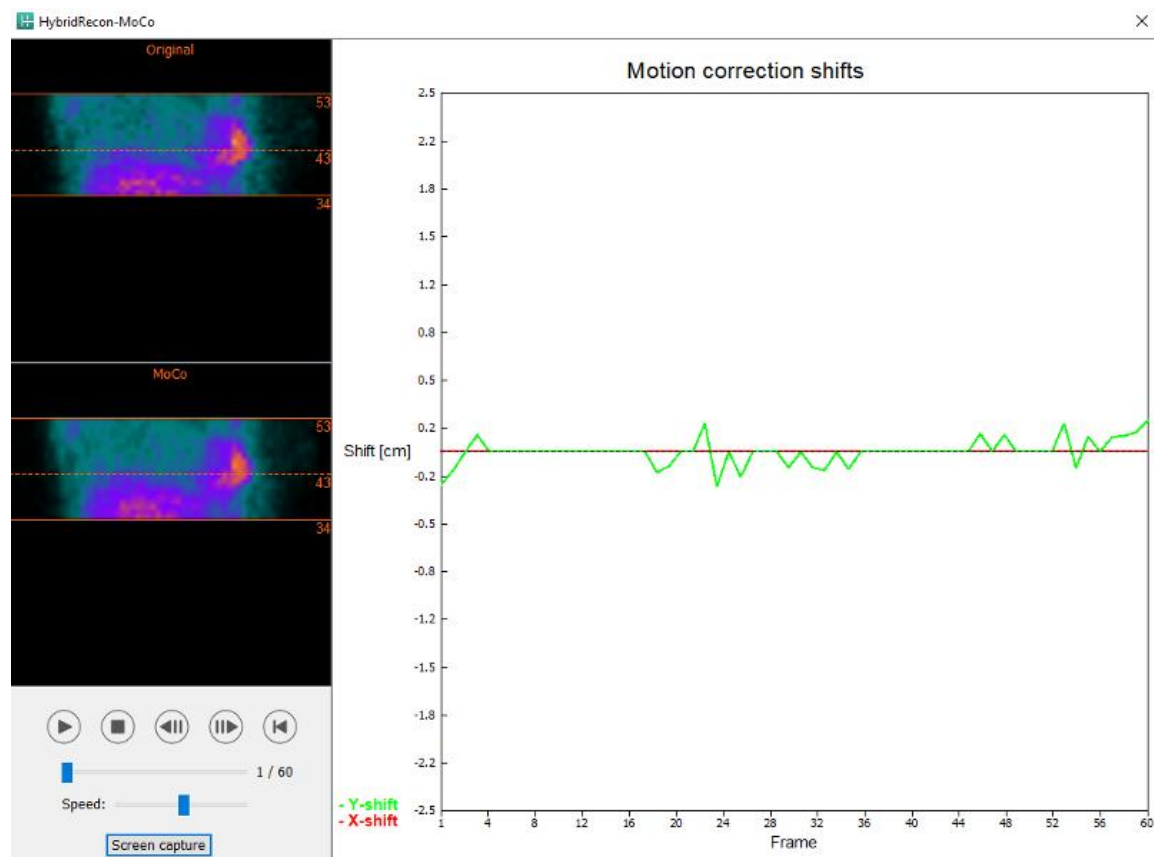 HybridRecon-MoCo
Original
53
43
34
MoCo
53
43
34
1 / 60
Speed:
Screen capture
Motion correction shifts
2.5
2.2
1.8
1.5
1.2
0.8
0.5
0.2
Shift [cm]
-0.2
-0.5
-0.8
-1.2
-1.5
-1.8
-2.2
-2.5
- Y-shift
- X-shift
1 4 8 12 16 20 24 28 32 36 40 44 48 52 56 60
Frame